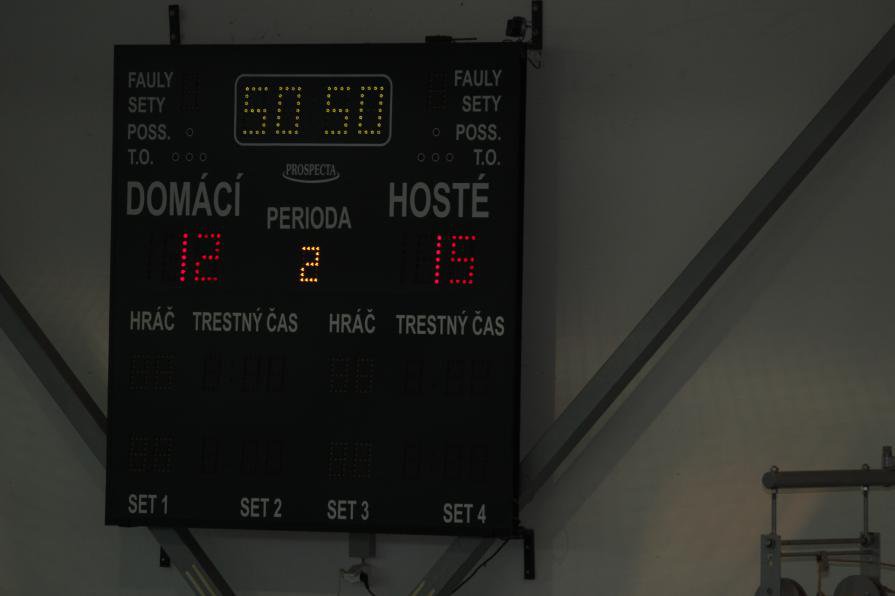 FAULY 50 50 FAULY
SETY SETY
POSS. POSS.
T.O. T.O.
PROSPECTA
DOMÁCÍ HOSTÉ
PERIODA
12 2 15
HRÁČ TRESTNÝ ČAS HRÁČ TRESTNÝ ČAS
SET 1 SET 2 SET 3 SET 4